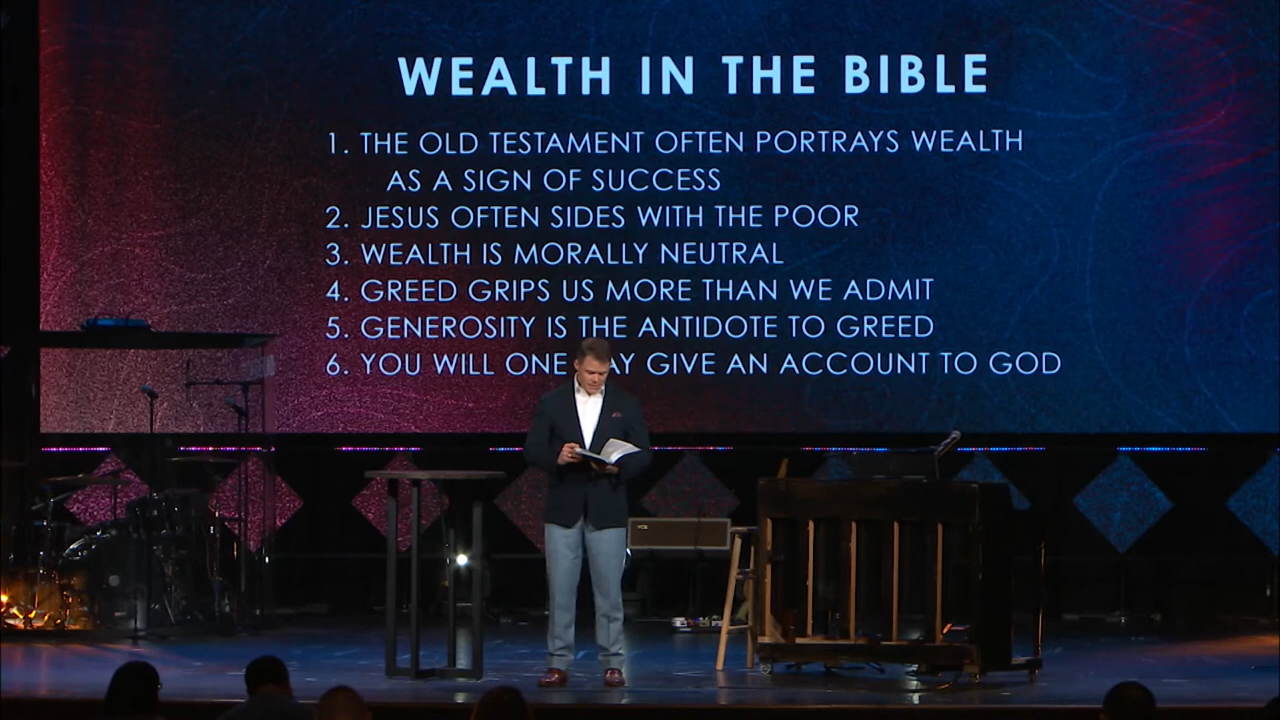 WEALTH IN THE BIBLE
1. THE OLD TESTAMENT OFTEN PORTRAYS WEALTH
AS A SIGN OF SUCCESS
2. JESUS OFTEN SIDES WITH THE POOR
3. WEALTH IS MORALLY NEUTRAL
4. GREED GRIPS US MORE THAN WE ADMIT
5. GENEROSITY IS THE ANTIDOTE TO GREED
6. YOU WILL ONE DAY GIVE AN ACCOUNT TO GOD
VOX